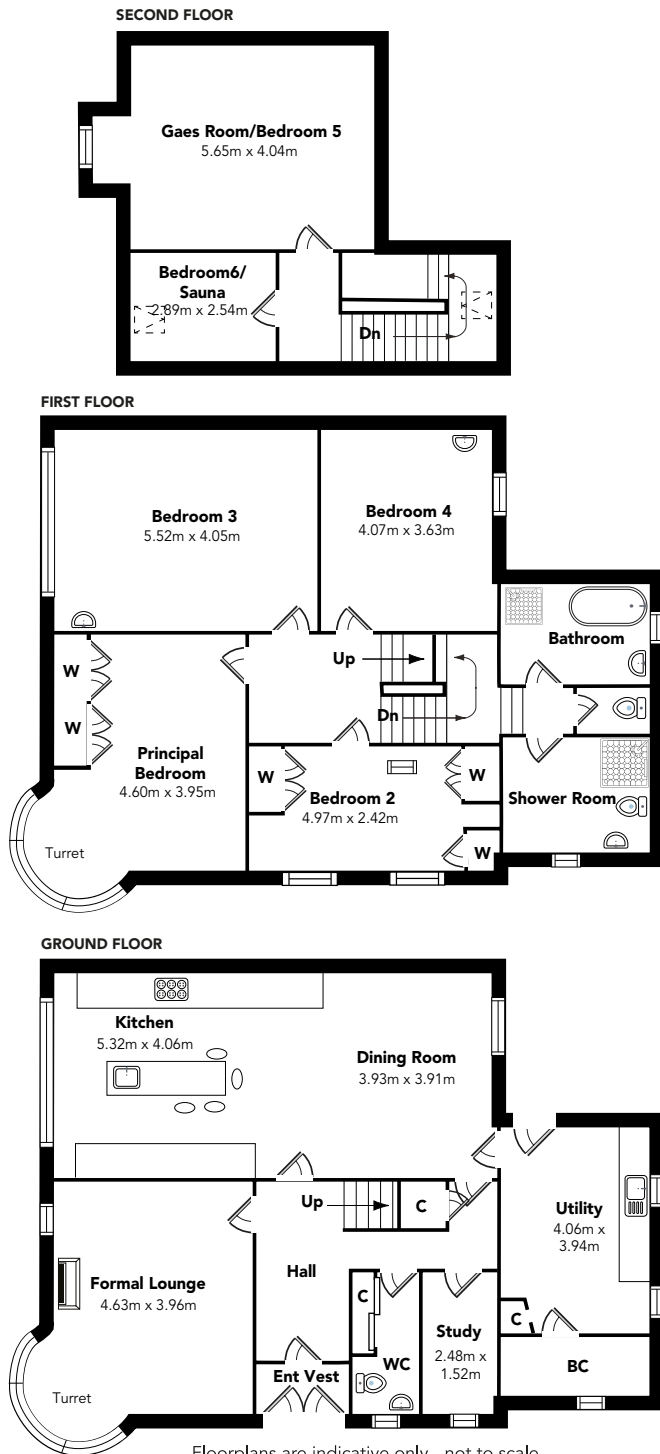 SECOND FLOOR
Gaes Room/Bedroom 5
5.65m x 4.04m
Bedroom6/
Sauna
2.89m x 2.54m
Dn
FIRST FLOOR
Bedroom 3
5.52m x 4.05m
Bedroom 4
4.07m x 3.63m
Bathroom
W
W
Up
Dn
Principal
Bedroom
4.60m x 3.95m
Turret
W
Bedroom 2
4.97m x 2.42m
W
W
Shower Room
GROUND FLOOR
Kitchen
5.32m x 4.06m
Dining Room
3.93m x 3.91m
Up
C
Utility
4.06m x
3.94m
Hall
Formal Lounge
4.63m x 3.96m
C
C
Study
2.48m x
1.52m
WC
BC
Ent Vest
Turret
Floorplans are indicative only - not to scale